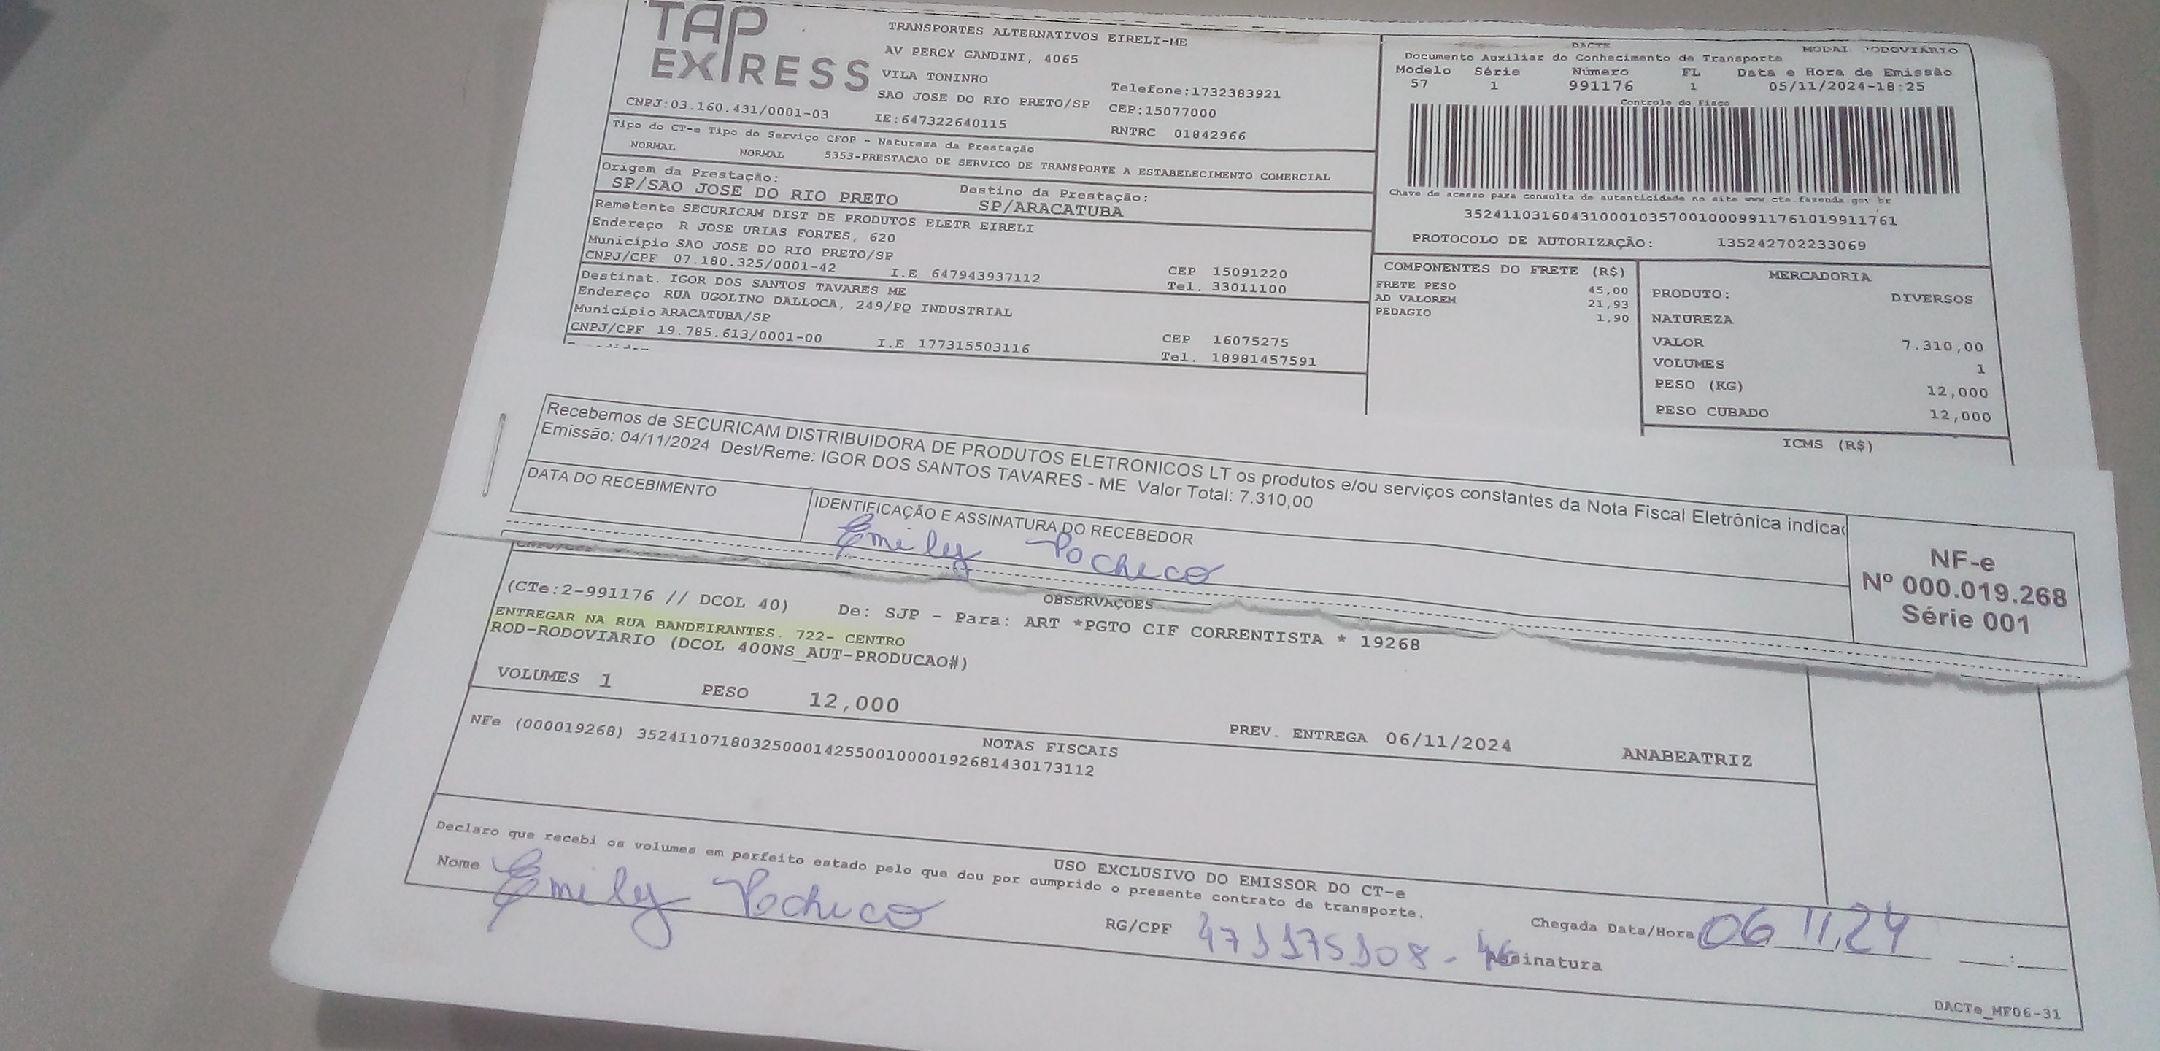 TAP
EXPRESS
TRANSPORTES ALTERNATIVOS EIRELI-ME
AV PERCY GANDINI, 4065
VILA TONINHO
Telefone:1732383921
SAO JOSE DO RIO PRETO/SP
CEP:15077000
CNPJ:03.160.431/0001-03
IE:647322640115
RNTRC 01842966
DACTE
MODAL RODOVIÁRIO
Documento Auxiliar do Conhecimento de Transporte
Modelo Série Número FL Data e Hora de Emissão
57 1 991176 1 05/11/2024-18:25
Controle do Fisco
Chave de acesso para consulta de autenticidade no site www.cte.fazenda.gov.br
35241103160431000103570010009911761019911761
PROTOCOLO DE AUTORIZAÇÃO: 135242702233069
Tipo do CT-e Tipo do Serviço CFOP - Natureza da Prestação
NORMAL NORMAL 5353-PRESTACAO DE SERVICO DE TRANSPORTE A ESTABELECIMENTO COMERCIAL
Origem da Prestação:
SP/SAO JOSE DO RIO PRETO
Destino da Prestação:
SP/ARACATUBA
Remetente SECURICAM DIST DE PRODUTOS ELETR EIRELI
Endereço R JOSE URIAS FORTES, 620
Município SAO JOSE DO RIO PRETO/SP
CEP 15091220
CNPJ/CPF 07.180.325/0001-42 I.E 647943937112 Tel. 33011100
Destinat. IGOR DOS SANTOS TAVARES ME
Endereço RUA UGOLINO DALLOCA, 249/PQ INDUSTRIAL
Município ARACATUBA/SP
CEP 16075275
CNPJ/CPF 19.785.613/0001-00 I.E 177315503116 Tel. 18981457591
COMPONENTES DO FRETE (R$)
FRETE PESO 45,00
AD VALOREM 21,93
PEDAGIO 1,90
MERCADORIA
PRODUTO: DIVERSOS
NATUREZA
VALOR 7.310,00
VOLUMES 1
PESO (KG) 12,000
PESO CUBADO 12,000
ICMS (R$)
Recebemos de SECURICAM DISTRIBUIDORA DE PRODUTOS ELETRONICOS LT os produtos e/ou serviços constantes da Nota Fiscal Eletrônica indica
Emissão: 04/11/2024 Dest/Reme: IGOR DOS SANTOS TAVARES - ME Valor Total: 7.310,00
DATA DO RECEBIMENTO
IDENTIFICAÇÃO E ASSINATURA DO RECEBEDOR
Emily Pacheco
NF-e
Nº 000.019.268
Série 001
CNPJ/CPF
OBSERVAÇOES
(CTe:2-991176 // DCOL 40) De: SJP - Para: ART *PGTO CIF CORRENTISTA * 19268
ENTREGAR NA RUA BANDEIRANTES. 722- CENTRO
ROD-RODOVIARIO (DCOL 400NS_AUT-PRODUCAO#)
VOLUMES 1 PESO 12,000 PREV. ENTREGA 06/11/2024 ANABEATRIZ
NOTAS FISCAIS
NFe (000019268) 35241107180325000142550010000192681430173112
USO EXCLUSIVO DO EMISSOR DO CT-e
Declaro que recebi os volumes em perfeito estado pelo que dou por cumprido o presente contrato de transporte.
Nome Emily Pacheco
RG/CPF
Chegada Data/Hora 06 11,24 __:__
Assinatura
DACTe_MF06-31